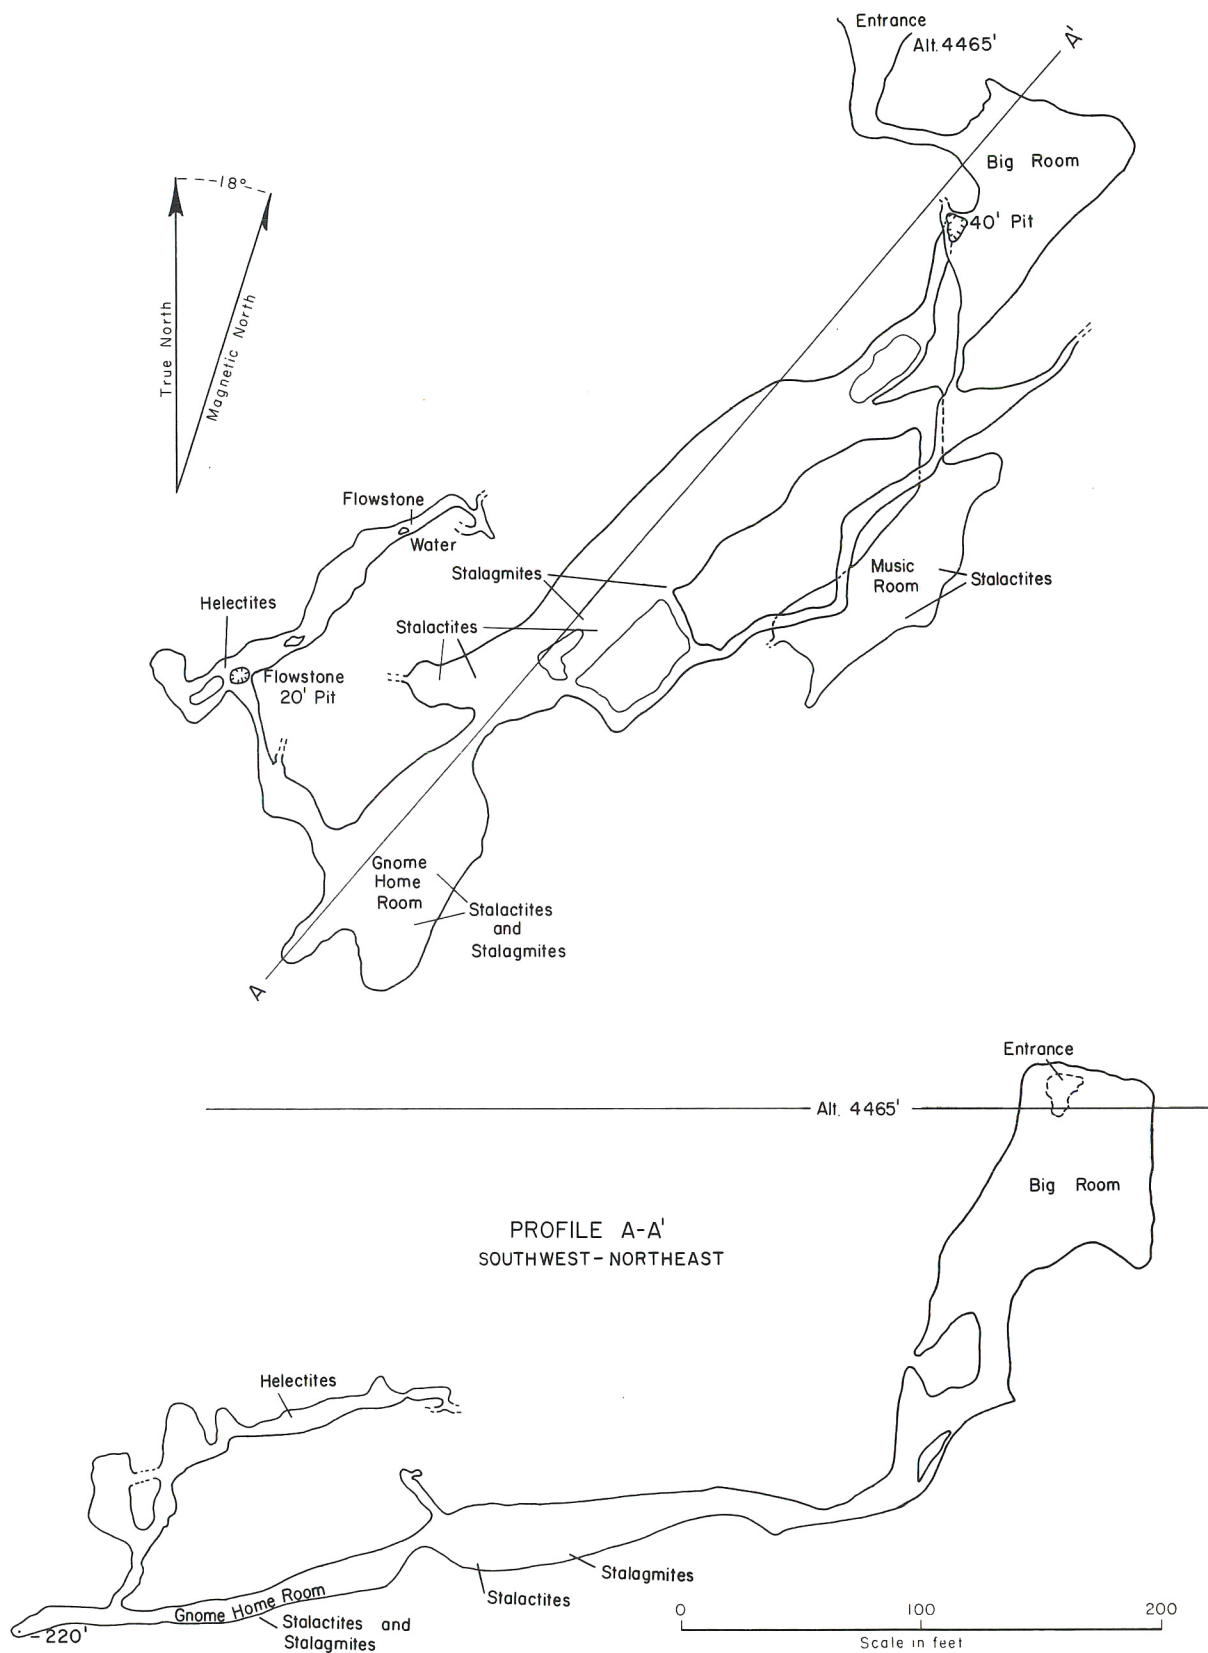 Entrance
Alt. 4465'
A'
Big Room
18°
40' Pit
True North
Magnetic North
Flowstone
Water
Stalagmites
Music
Room
Stalactites
Helectites
Stalactites
Flowstone
20' Pit
Gnome
Home
Room
Stalactites
and
Stalagmites
A
Entrance
Alt. 4465'
Big Room
PROFILE A-A'
SOUTHWEST-NORTHEAST
Helectites
Stalagmites
Stalactites
Gnome Home Room
Stalactites and
Stalagmites
-220'
0 100 200
Scale in feet